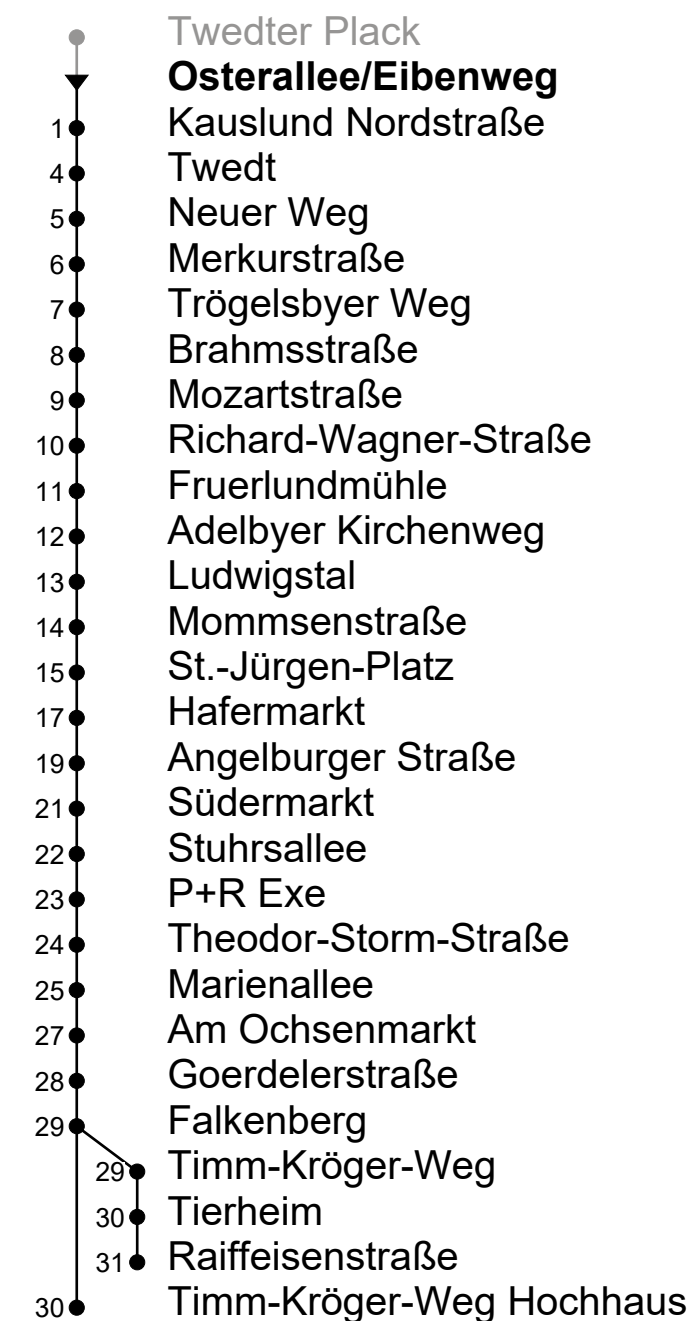 Twedter Plack
Osterallee/Eibenweg
1 Kauslund Nordstraße
4 Twedt
5 Neuer Weg
6 Merkurstraße
7 Trögelsbyer Weg
8 Brahmsstraße
9 Mozartstraße
10 Richard-Wagner-Straße
11 Fruerlundmühle
12 Adelbyer Kirchenweg
13 Ludwigstal
14 Mommsenstraße
15 St.-Jürgen-Platz
17 Hafermarkt
19 Angelburger Straße
21 Südermarkt
22 Stuhrsallee
23 P+R Exe
24 Theodor-Storm-Straße
25 Marienallee
27 Am Ochsenmarkt
28 Goerdelerstraße
29 Falkenberg
29 Timm-Kröger-Weg
30 Tierheim
31 Raiffeisenstraße
30 Timm-Kröger-Weg Hochhaus